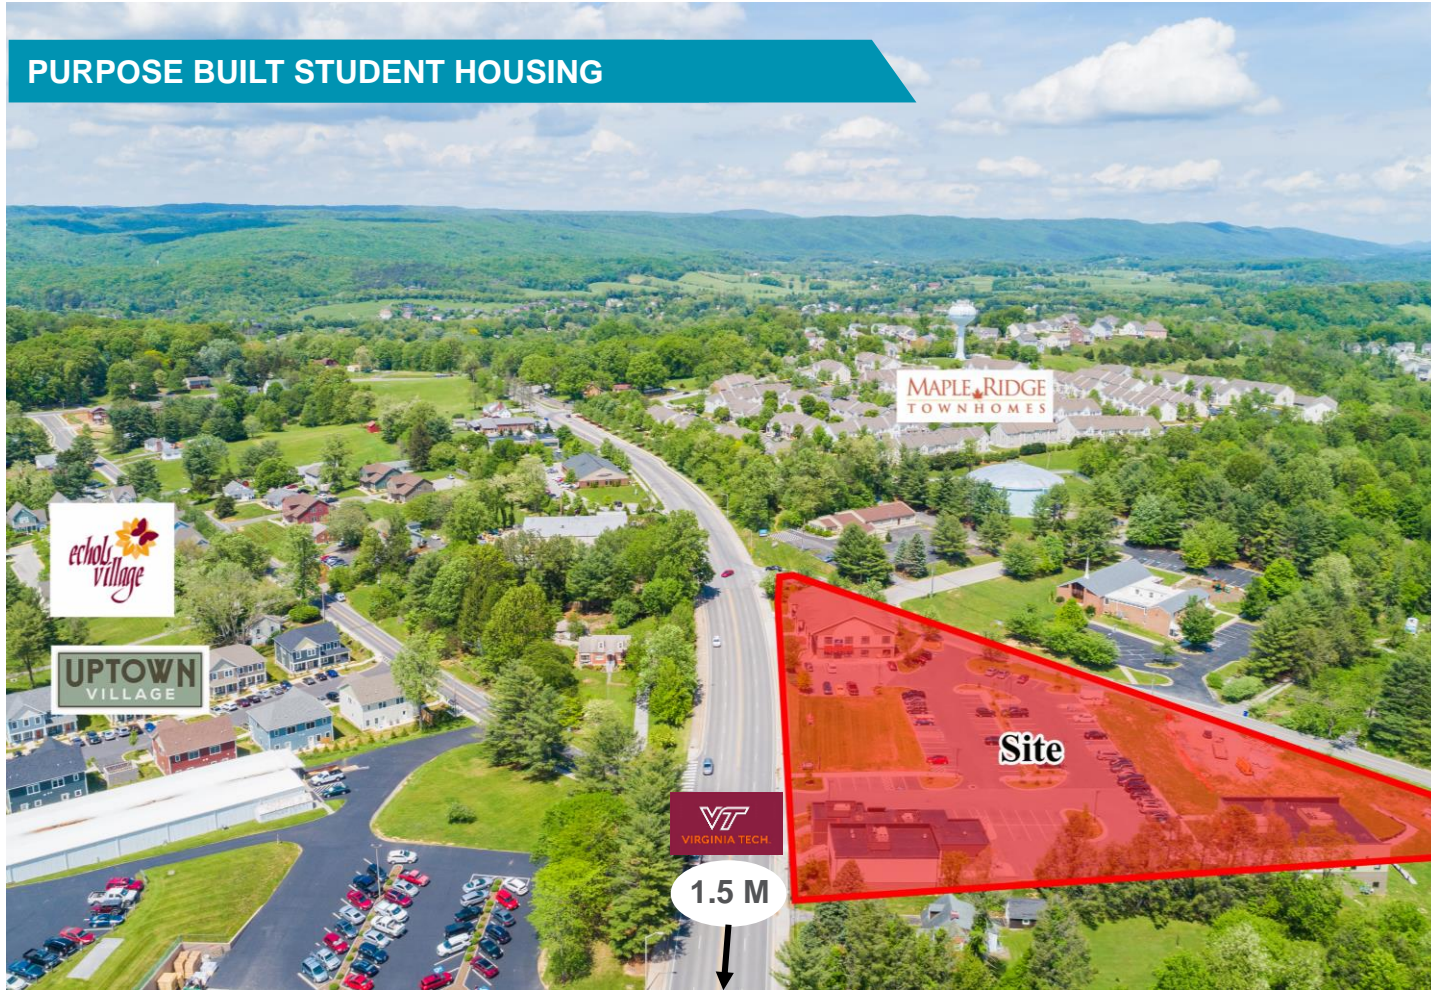 PURPOSE BUILT STUDENT HOUSING
MAPLE RIDGE
TOWNHOMES
echols
village
UPTOWN
VILLAGE
Site
VT
VIRGINIA TECH.
1.5 M